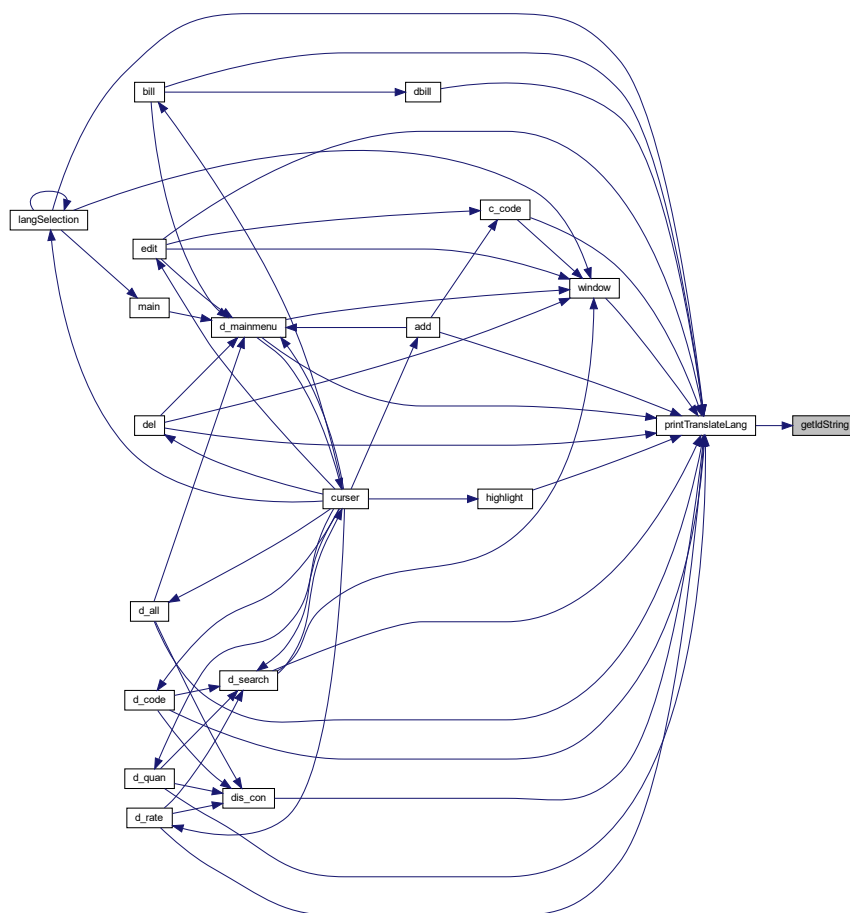 bill
dbill
langSelection
c_code
edit
window
main
d_mainmenu
add
del
printTranslateLang
getIdString
curser
highlight
d_all
d_search
d_code
d_quan
dis_con
d_rate